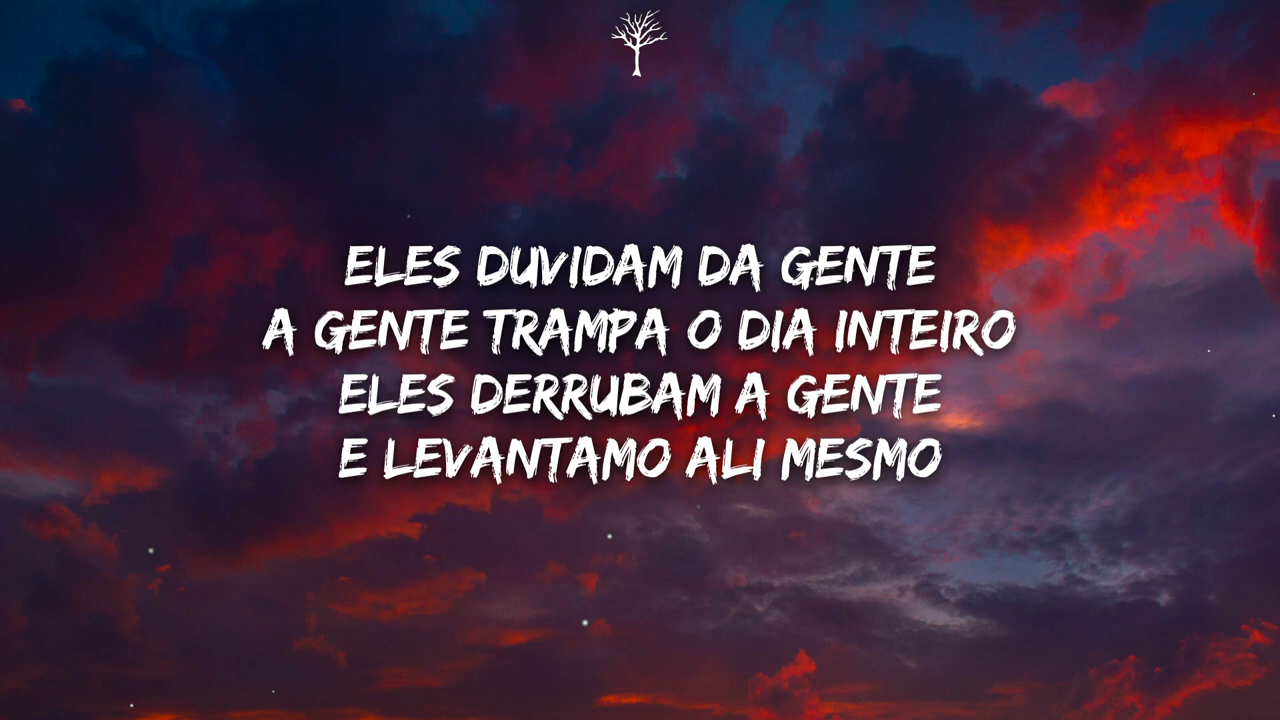 ELES DUVIDAM DA GENTE
A GENTE TRAMPA O DIA INTEIRO
ELES DERRUBAM A GENTE
E LEVANTAMO ALI MESMO